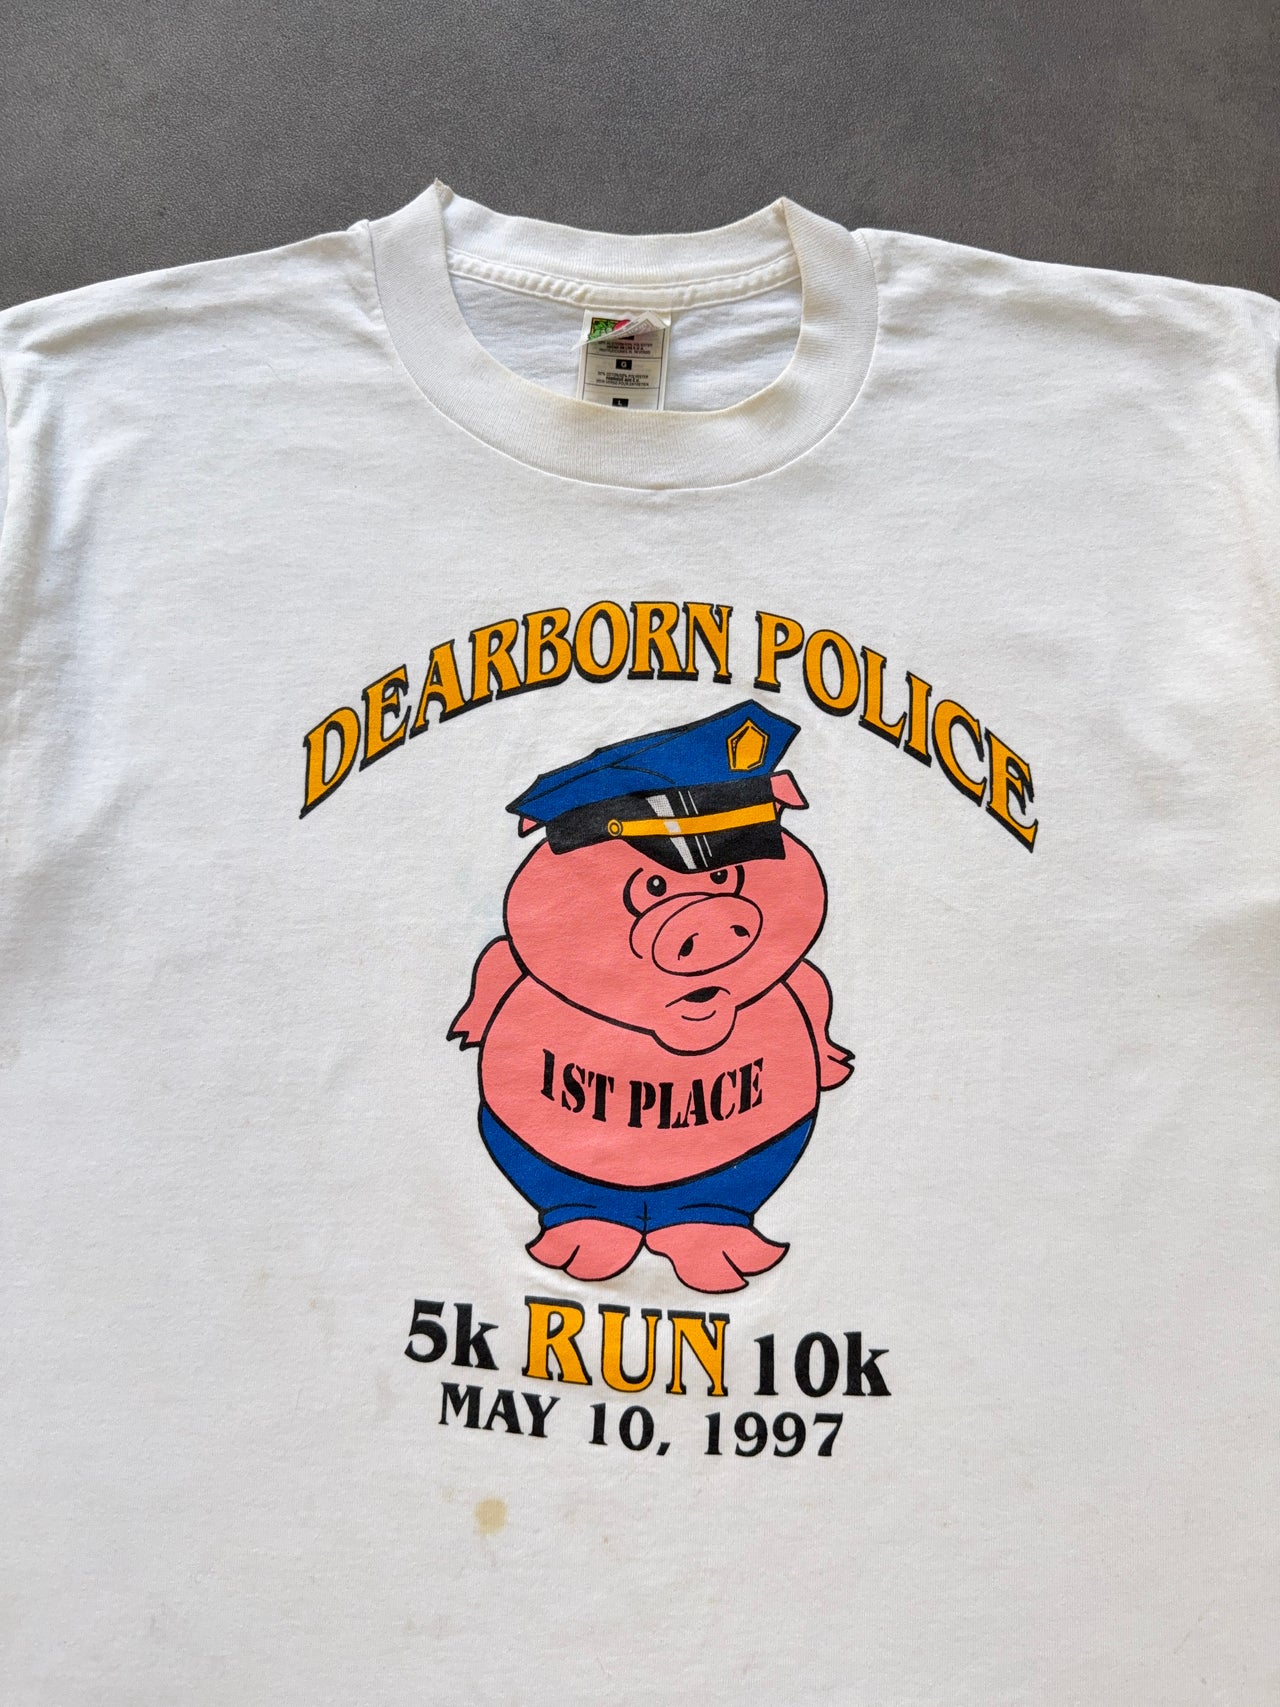 G
L
DEARBORN POLICE
1ST PLACE
5k RUN 10k
MAY 10, 1997